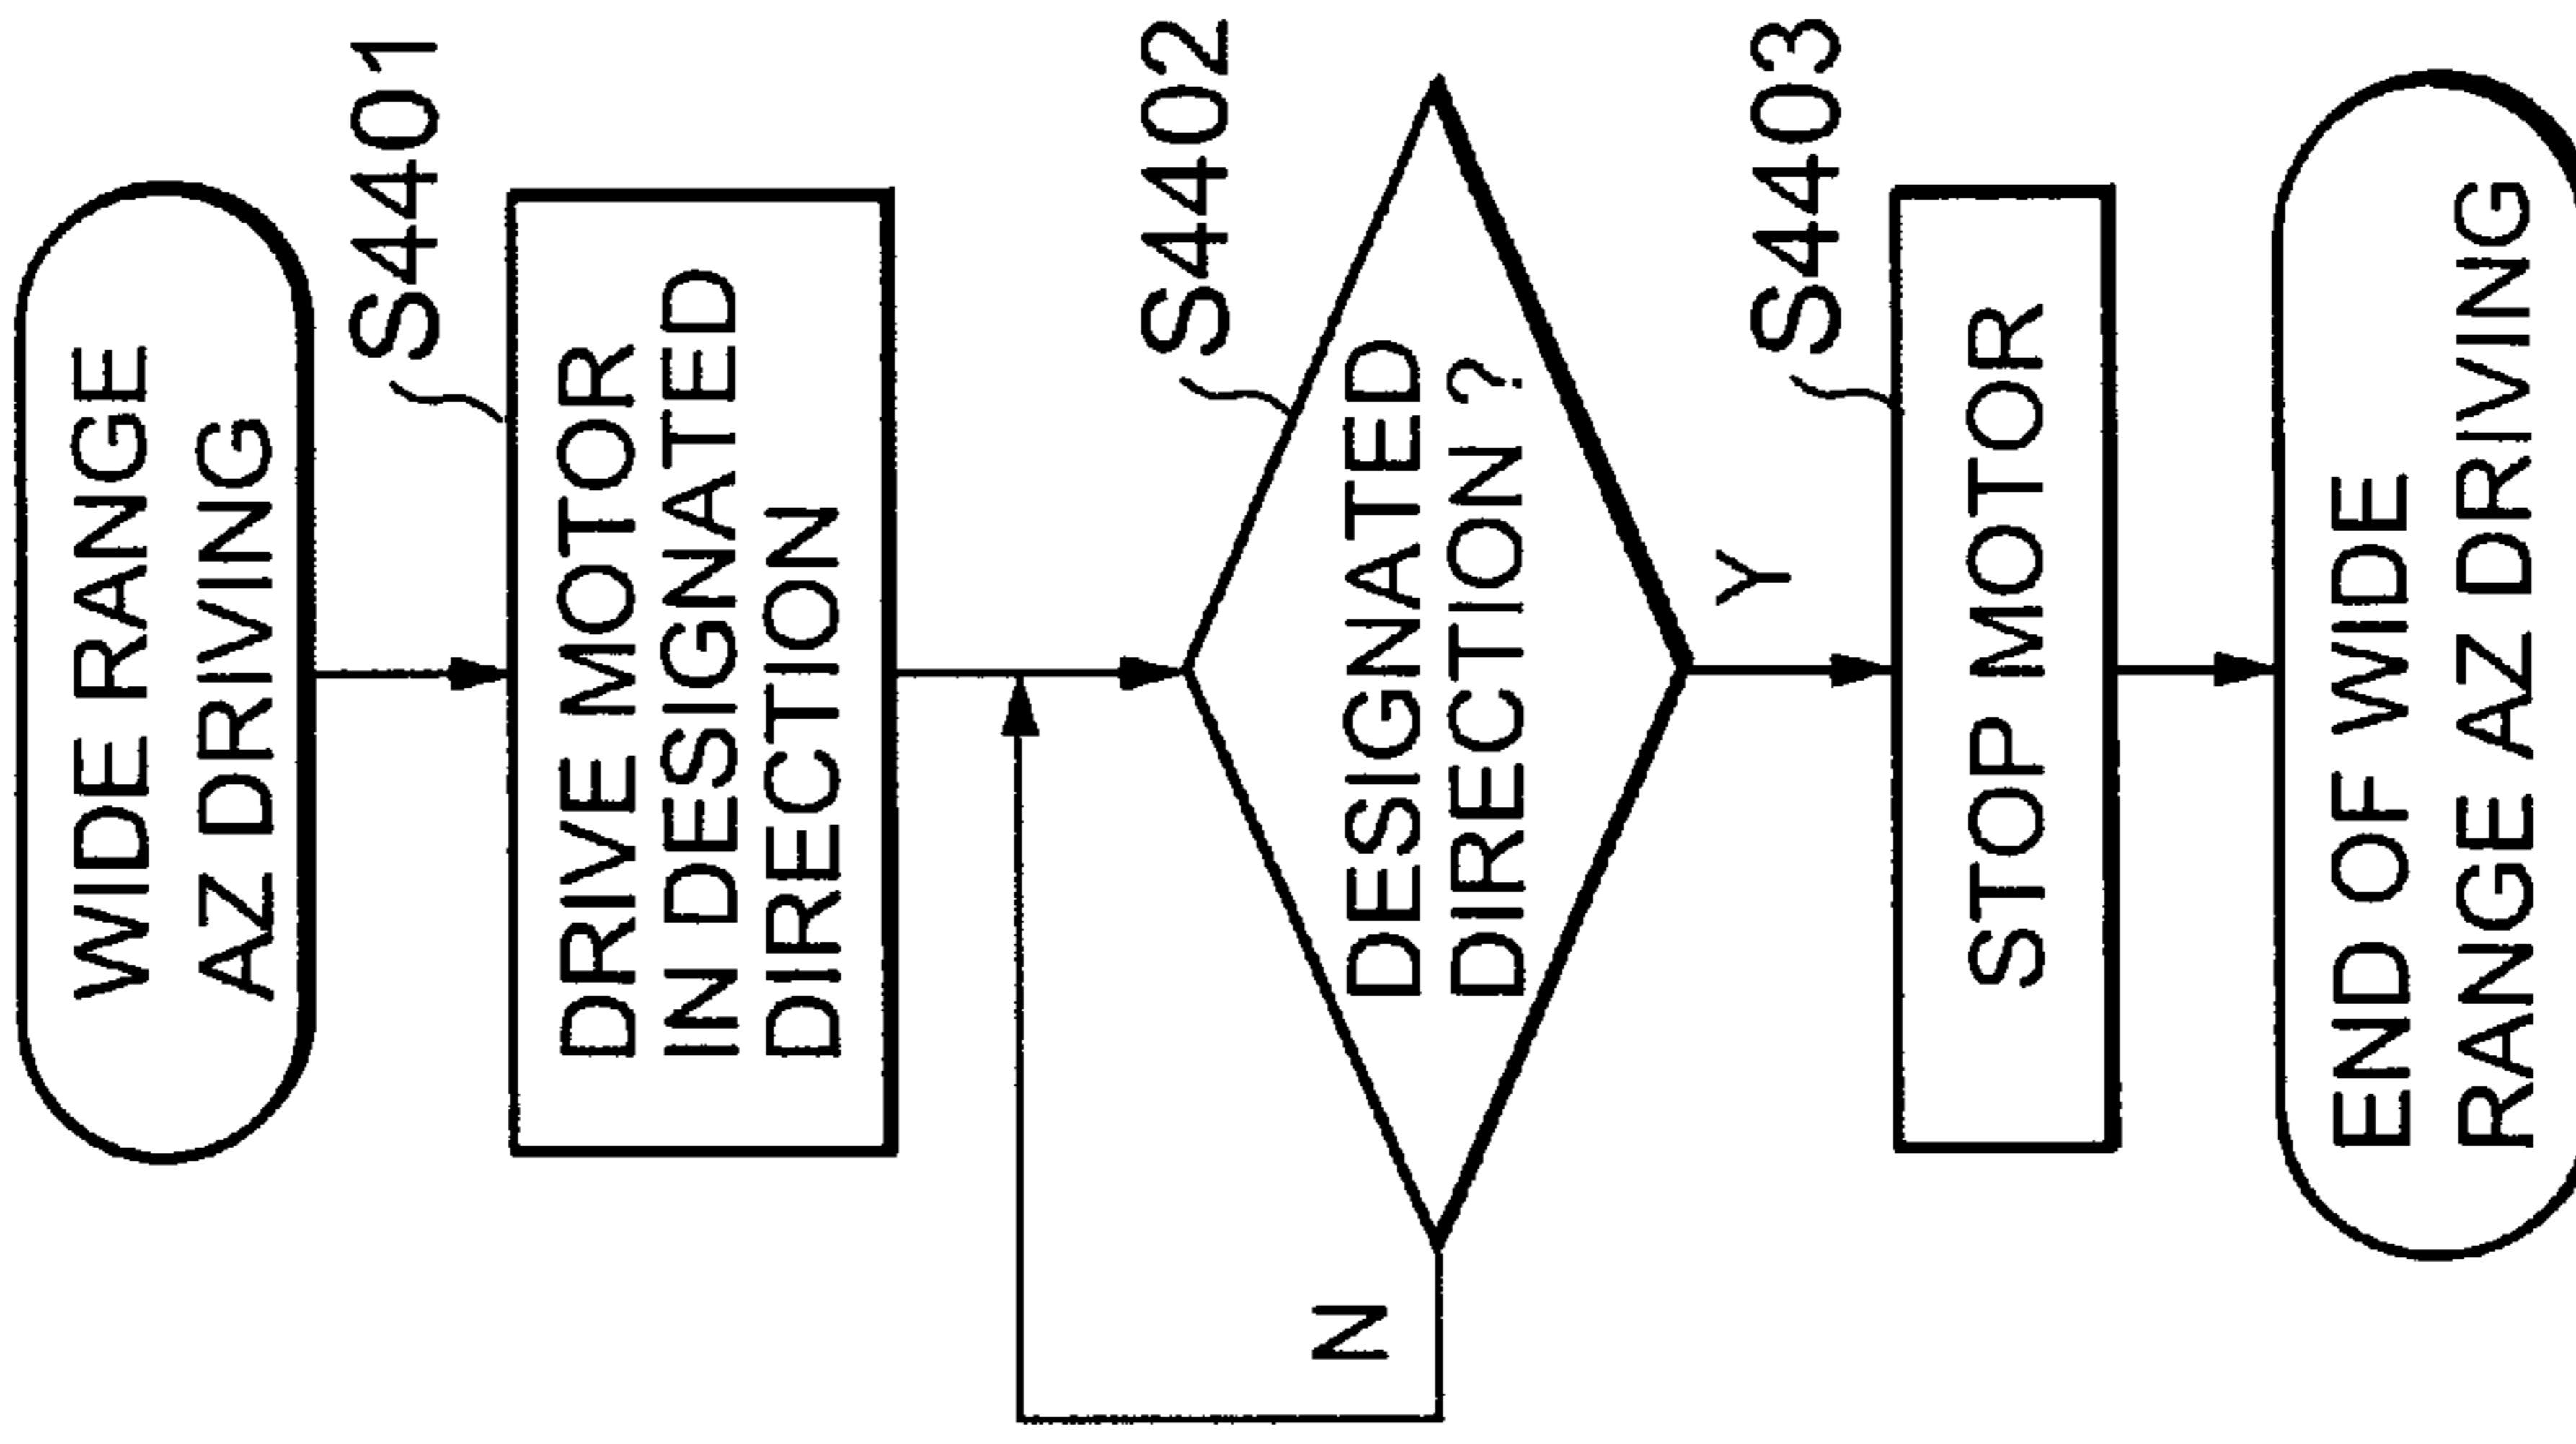 WIDE RANGE
AZ DRIVING
S4401
DRIVE MOTOR
IN DESIGNATED
DIRECTION
S4402
DESIGNATED
DIRECTION ?
N
Y
S4403
STOP MOTOR
END OF WIDE
RANGE AZ DRIVING